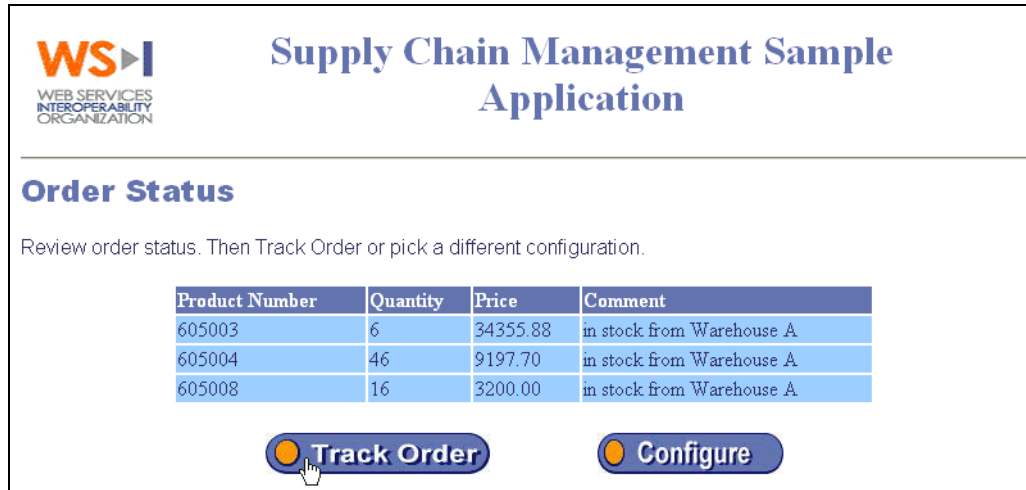 WS▸I
WEB SERVICES
INTEROPERABILITY
ORGANIZATION
Supply Chain Management Sample
Application
Order Status
Review order status. Then Track Order or pick a different configuration.
Product Number Quantity Price Comment
605003 6 34355.88 in stock from Warehouse A
605004 46 9197.70 in stock from Warehouse A
605008 16 3200.00 in stock from Warehouse A
Track Order Configure